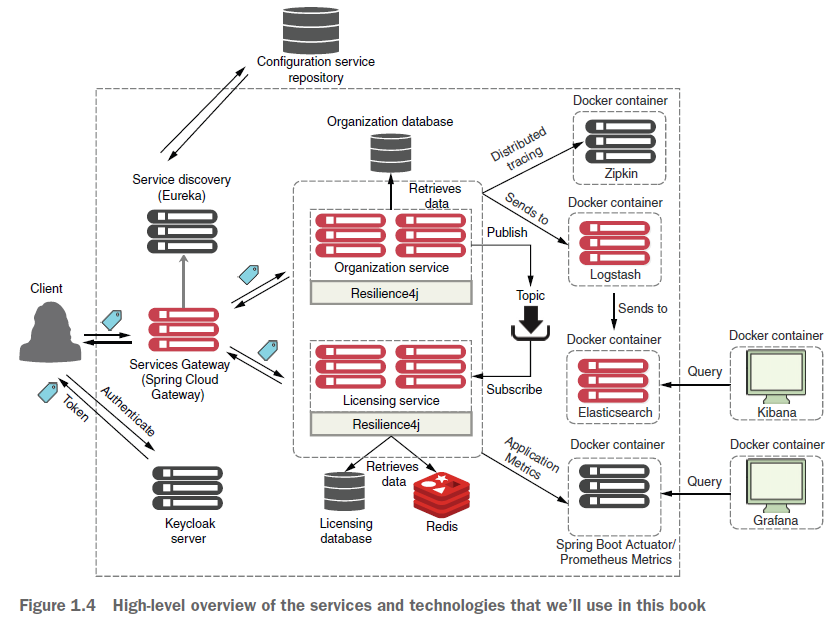 Configuration service
repository
Docker container
Organization database
Distributed
tracing
Zipkin
Service discovery
(Eureka)
Retrieves
data
Sends to
Docker container
Publish
Logstash
Organization service
Resilience4j
Client
Topic
Sends to
Docker container
Docker container
Services Gateway
(Spring Cloud
Gateway)
Query
Subscribe
Licensing service
Elasticsearch
Kibana
Resilience4j
Authenticate
Token
Application
Metrics
Docker container
Docker container
Retrieves
data
Query
Keycloak
server
Licensing
database
Redis
Grafana
Spring Boot Actuator/
Prometheus Metrics
Figure 1.4 High-level overview of the services and technologies that we’ll use in this book